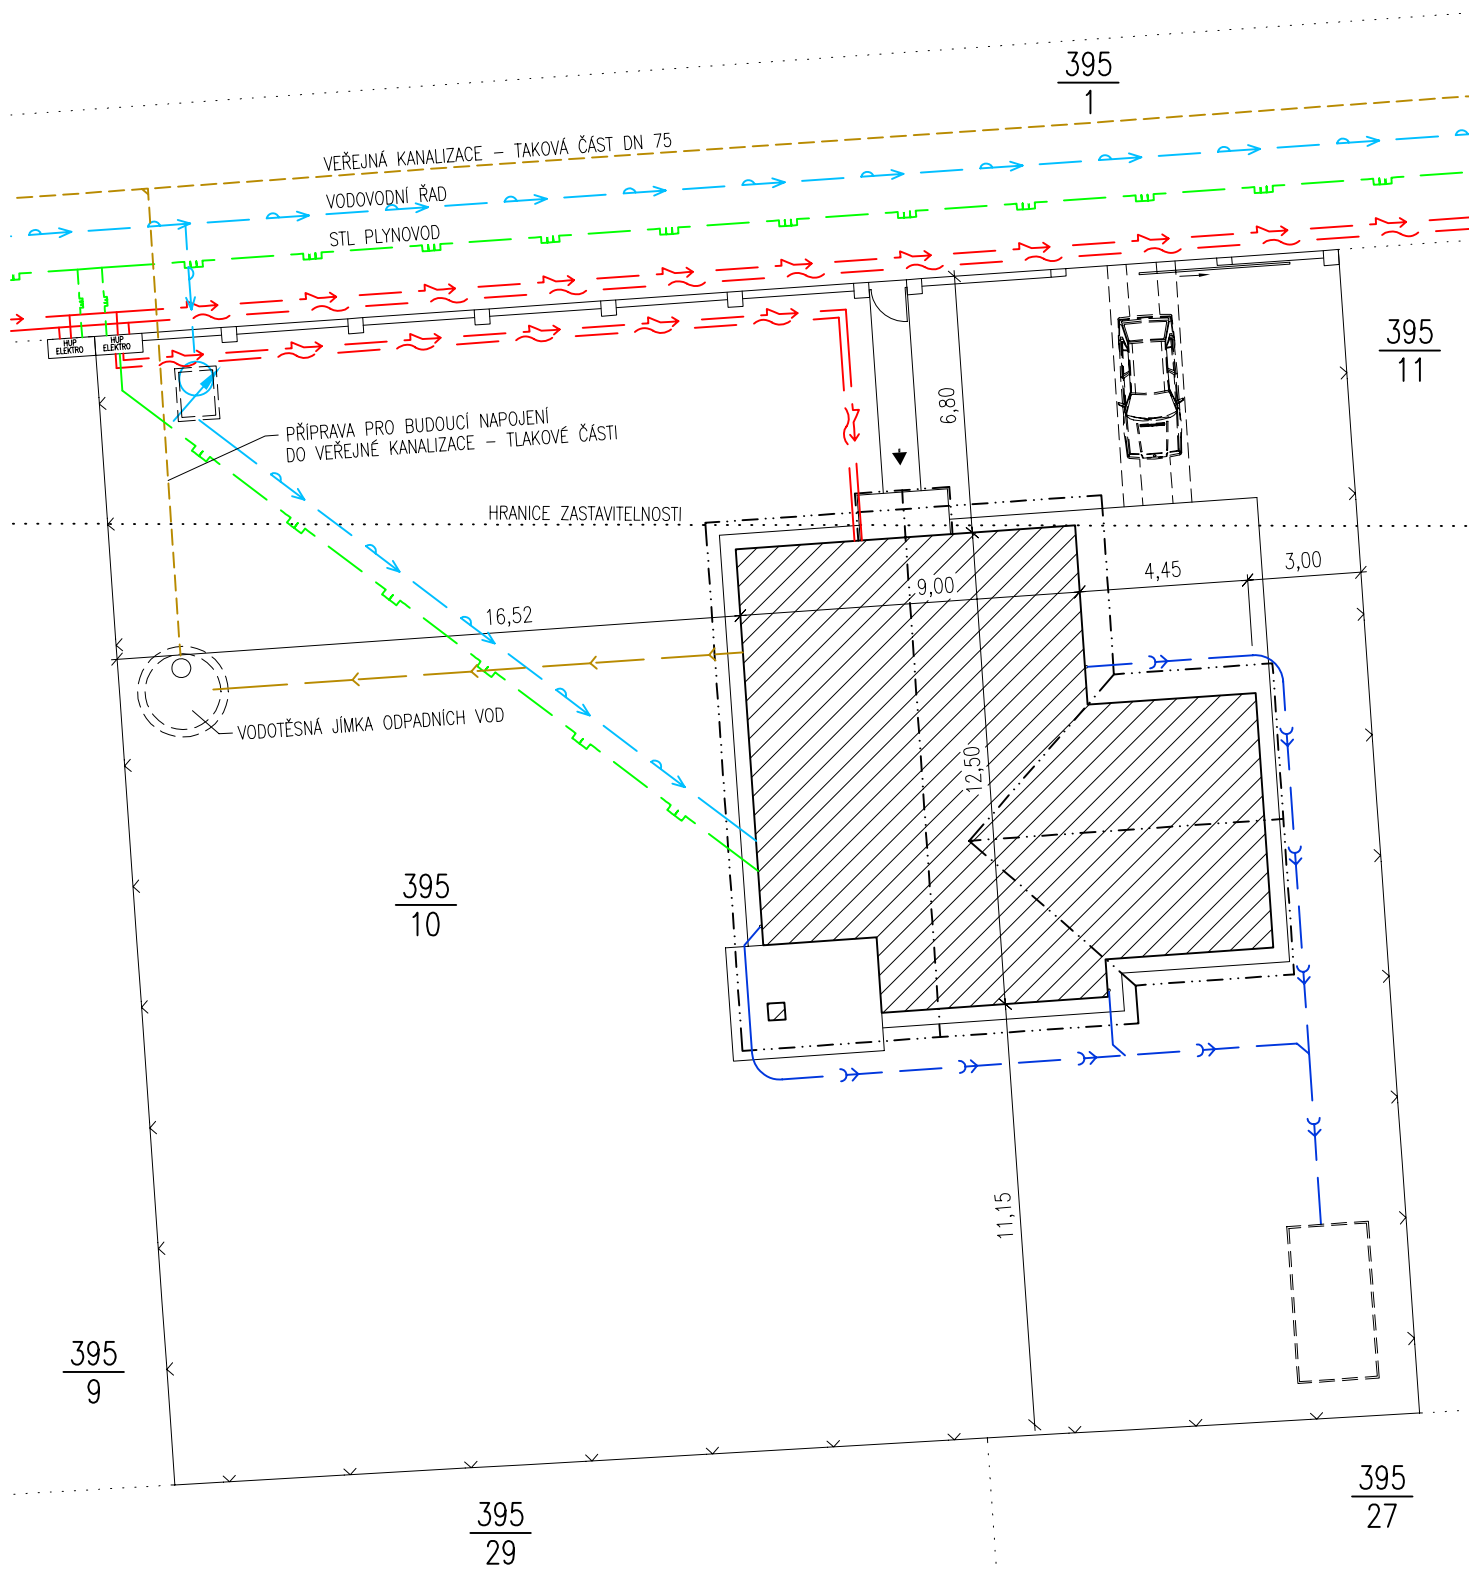 395
1
VEŘEJNÁ KANALIZACE – TAKOVÁ ČÁST DN 75
VODOVODNÍ ŘAD
STL PLYNOVOD
HUP
ELEKTRO
HUP
ELEKTRO
395
11
6,80
PŘÍPRAVA PRO BUDOUCÍ NAPOJENÍ
DO VEŘEJNÉ KANALIZACE – TLAKOVÉ ČÁSTI
HRANICE ZASTAVITELNOSTI
16,52
9,00
4,45
3,00
VODOTĚSNÁ JÍMKA ODPADNÍCH VOD
12,50
395
10
11,15
395
9
395
29
395
27